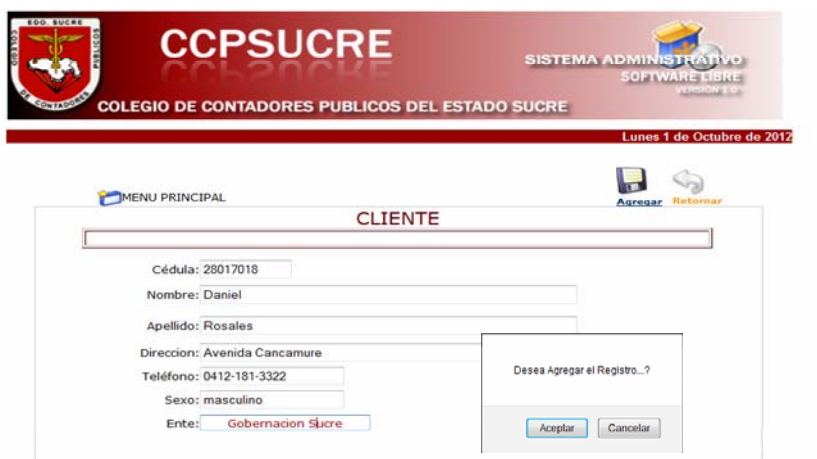 EDO. SUCRE
COLEGIO
PUBLICOS
DE CONTADORES
CCPSUCRE
SISTEMA ADMINISTRATIVO
SOFTWARE LIBRE
VERSION 1.0
COLEGIO DE CONTADORES PUBLICOS DEL ESTADO SUCRE
Lunes 1 de Octubre de 2012
MENU PRINCIPAL
Agregar Retornar
CLIENTE
Cédula: 28017018
Nombre: Daniel
Apellido: Rosales
Direccion: Avenida Cancamure
Teléfono: 0412-181-3322
Sexo: masculino
Ente: Gobernacion Sucre
Desea Agregar el Registro...?
Aceptar Cancelar